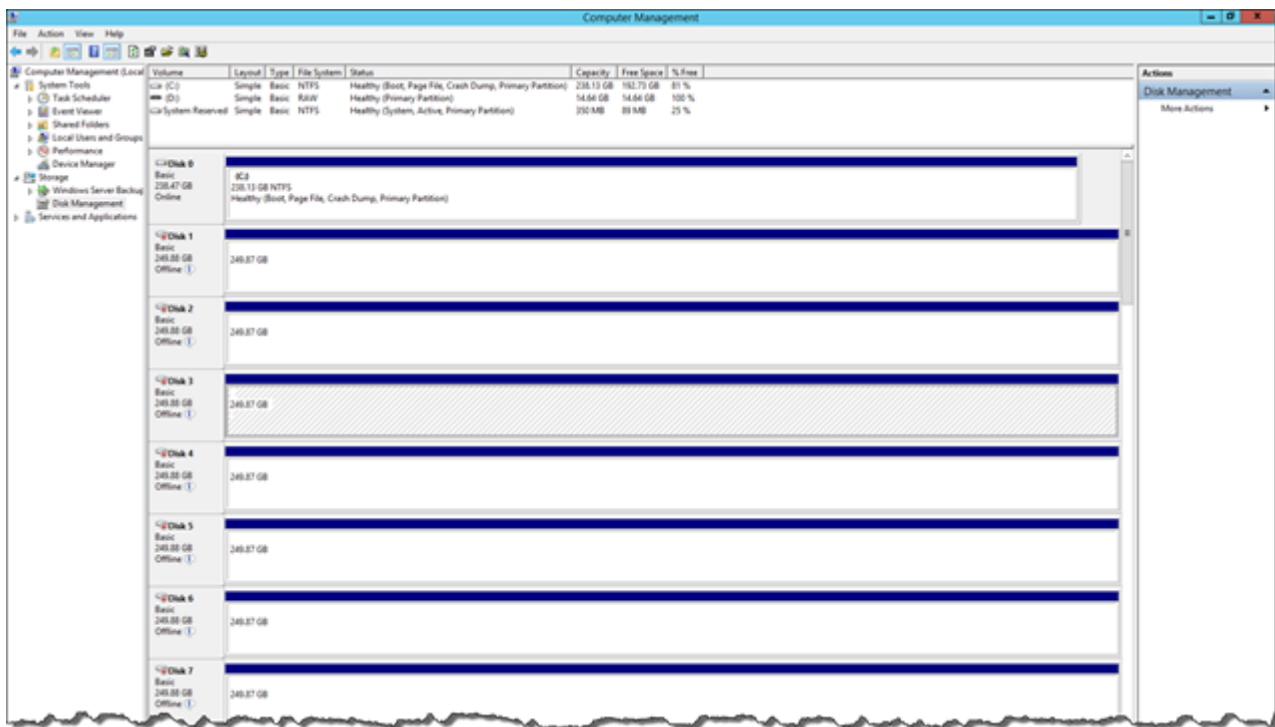 Computer Management
File Action View Help
Computer Management (Local
System Tools
Task Scheduler
Event Viewer
Shared Folders
Local Users and Groups
Performance
Device Manager
Storage
Windows Server Backup
Disk Management
Services and Applications
Volume Layout Type File System Status Capacity Free Space % Free
(C:) Simple Basic NTFS Healthy (Boot, Page File, Crash Dump, Primary Partition) 238.13 GB 192.73 GB 81 %
(D:) Simple Basic RAW Healthy (Primary Partition) 14.64 GB 14.64 GB 100 %
System Reserved Simple Basic NTFS Healthy (System, Active, Primary Partition) 350 MB 89 MB 25 %
Disk 0
Basic
238.47 GB
Online
(C:)
238.13 GB NTFS
Healthy (Boot, Page File, Crash Dump, Primary Partition)
Disk 1
Basic
249.88 GB
Offline
249.87 GB
Disk 2
Basic
249.88 GB
Offline
249.87 GB
Disk 3
Basic
249.88 GB
Offline
249.87 GB
Disk 4
Basic
249.88 GB
Offline
249.87 GB
Disk 5
Basic
249.88 GB
Offline
249.87 GB
Disk 6
Basic
249.88 GB
Offline
249.87 GB
Disk 7
Basic
249.88 GB
Offline
249.87 GB
Actions
Disk Management
More Actions